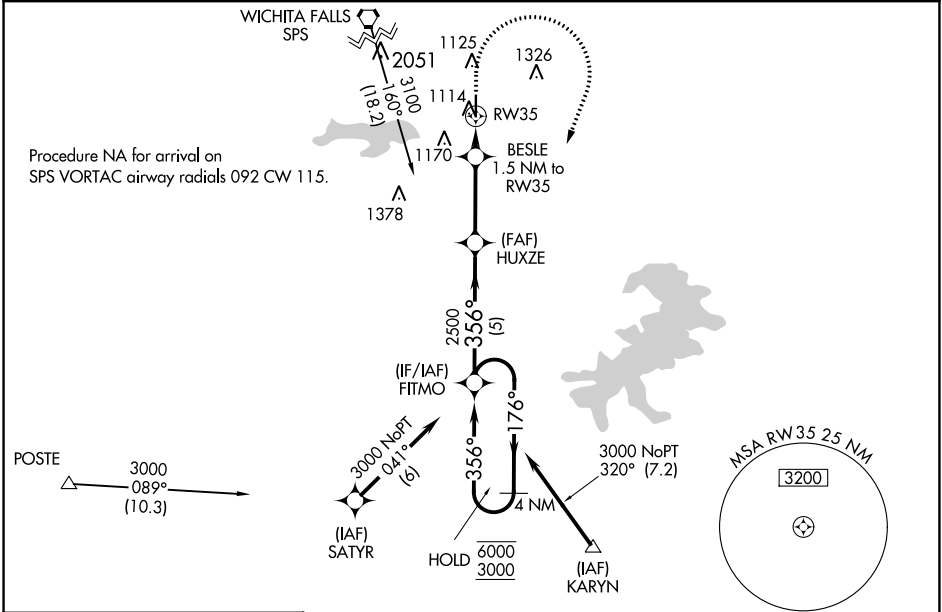 WICHITA FALLS
SPS
2051
1125
1326
3100
160°
(18.2)
1114
RW35
Procedure NA for arrival on
SPS VORTAC airway radials 092 CW 115.
1170
BESLE
1.5 NM to
RW35
1378
(FAF)
HUXZE
2500
356°
(5)
(IF/IAF)
FITMO
176°
356°
3000 NoPT
041°
(6)
3000 NoPT
320° (7.2)
MSA RW35 25 NM
3200
POSTE
3000
089°
(10.3)
4 NM
(IAF)
SATYR
HOLD
6000
3000
(IAF)
KARYN